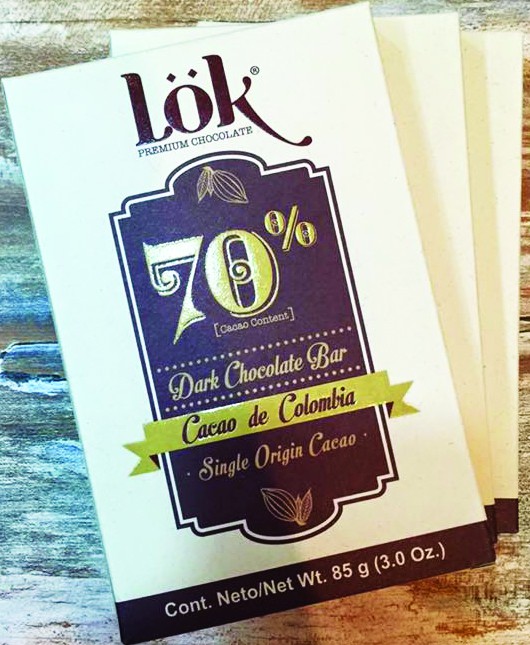 lök®
PREMIUM CHOCOLATE
70%
[Cacao Content]
Dark Chocolate Bar
Cacao de Colombia
· Single Origin Cacao ·
Cont. Neto/Net Wt. 85 g (3.0 Oz.)